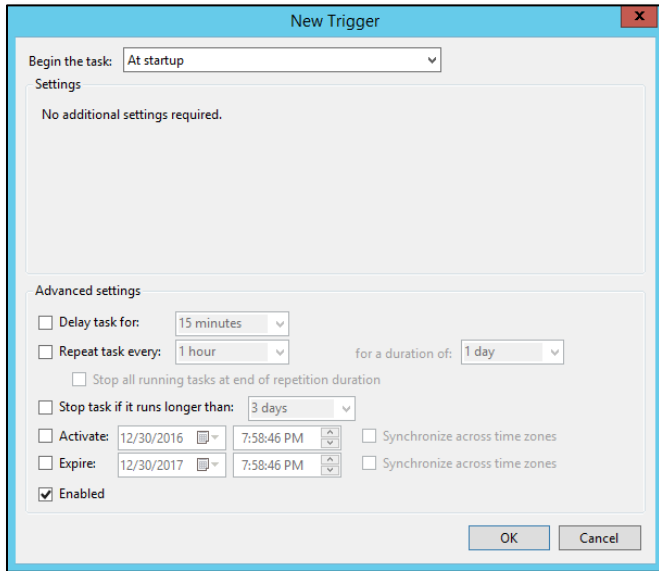 New Trigger
x
Begin the task: At startup
Settings
No additional settings required.
Advanced settings
Delay task for: 15 minutes
Repeat task every: 1 hour for a duration of: 1 day
Stop all running tasks at end of repetition duration
Stop task if it runs longer than: 3 days
Activate: 12/30/2016 7:58:46 PM Synchronize across time zones
Expire: 12/30/2017 7:58:46 PM Synchronize across time zones
Enabled
OK Cancel